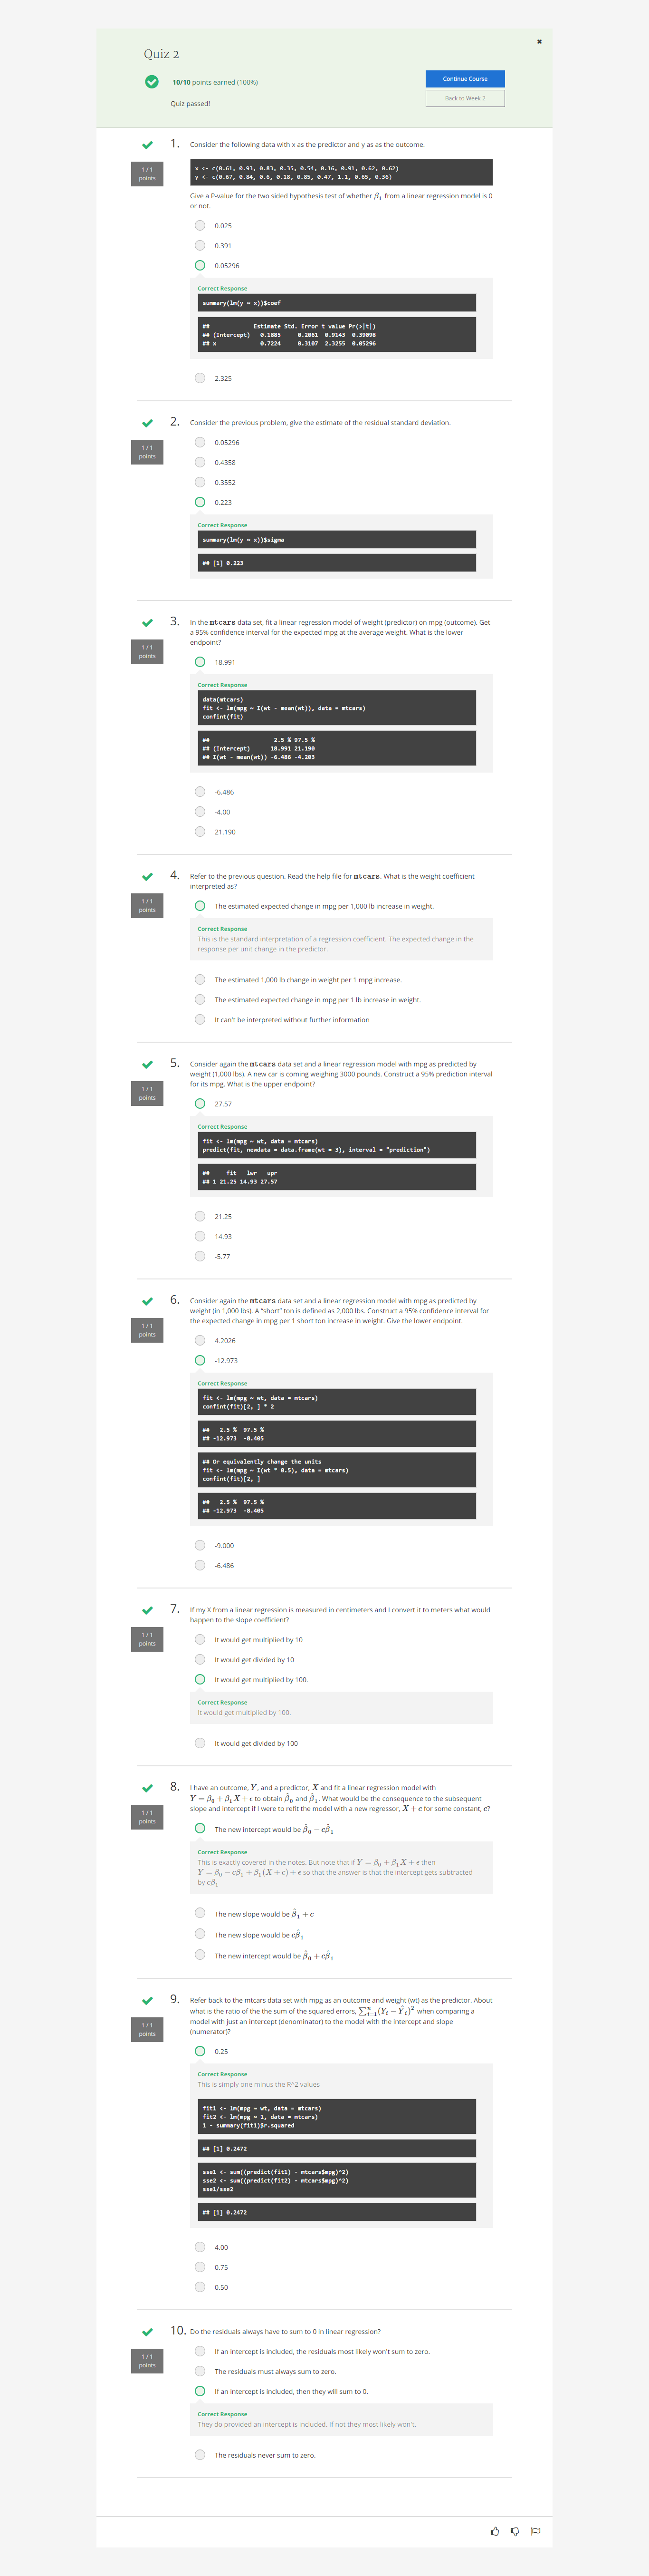 Quiz 2
10/10 points earned (100%)
Quiz passed!
Continue Course
Back to Week 2
1 / 1
points
1.
Consider the following data with x as the predictor and y as as the outcome.
x <- c(0.61, 0.93, 0.83, 0.35, 0.54, 0.16, 0.91, 0.62, 0.62)
y <- c(0.67, 0.84, 0.6, 0.18, 0.85, 0.47, 1.1, 0.65, 0.36)
Give a P-value for the two sided hypothesis test of whether β1 from a linear regression model is 0
or not.
0.025
0.391
0.05296
Correct Response
summary(lm(y ~ x))$coef
## Estimate Std. Error t value Pr(>|t|)
## (Intercept) 0.1885 0.2061 0.9143 0.39098
## x 0.7224 0.3107 2.3255 0.05296
2.325
1 / 1
points
2.
Consider the previous problem, give the estimate of the residual standard deviation.
0.05296
0.4358
0.3552
0.223
Correct Response
summary(lm(y ~ x))$sigma
## [1] 0.223
1 / 1
points
3.
In the mtcars data set, fit a linear regression model of weight (predictor) on mpg (outcome). Get
a 95% confidence interval for the expected mpg at the average weight. What is the lower
endpoint?
18.991
Correct Response
data(mtcars)
fit <- lm(mpg ~ I(wt - mean(wt)), data = mtcars)
confint(fit)
## 2.5 % 97.5 %
## (Intercept) 18.991 21.190
## I(wt - mean(wt)) -6.486 -4.203
-6.486
-4.00
21.190
1 / 1
points
4.
Refer to the previous question. Read the help file for mtcars. What is the weight coefficient
interpreted as?
The estimated expected change in mpg per 1,000 lb increase in weight.
Correct Response
This is the standard interpretation of a regression coefficient. The expected change in the
response per unit change in the predictor.
The estimated 1,000 lb change in weight per 1 mpg increase.
The estimated expected change in mpg per 1 lb increase in weight.
It can't be interpreted without further information
1 / 1
points
5.
Consider again the mtcars data set and a linear regression model with mpg as predicted by
weight (1,000 lbs). A new car is coming weighing 3000 pounds. Construct a 95% prediction interval
for its mpg. What is the upper endpoint?
27.57
Correct Response
fit <- lm(mpg ~ wt, data = mtcars)
predict(fit, newdata = data.frame(wt = 3), interval = "prediction")
## fit lwr upr
## 1 21.25 14.93 27.57
21.25
14.93
-5.77
1 / 1
points
6.
Consider again the mtcars data set and a linear regression model with mpg as predicted by
weight (in 1,000 lbs). A "short" ton is defined as 2,000 lbs. Construct a 95% confidence interval for
the expected change in mpg per 1 short ton increase in weight. Give the lower endpoint.
4.2026
-12.973
Correct Response
fit <- lm(mpg ~ wt, data = mtcars)
confint(fit)[2, ] * 2
## 2.5 % 97.5 %
## -12.973 -8.405
## Or equivalently change the units
fit <- lm(mpg ~ I(wt * 0.5), data = mtcars)
confint(fit)[2, ]
## 2.5 % 97.5 %
## -12.973 -8.405
-9.000
-6.486
1 / 1
points
7.
If my X from a linear regression is measured in centimeters and I convert it to meters what would
happen to the slope coefficient?
It would get multiplied by 10
It would get divided by 10
It would get multiplied by 100.
Correct Response
It would get multiplied by 100.
It would get divided by 100
1 / 1
points
8.
I have an outcome, Y, and a predictor, X and fit a linear regression model with
Y = β0 + β1X + ϵ to obtain β̂0 and β̂1. What would be the consequence to the subsequent
slope and intercept if I were to refit the model with a new regressor, X + c for some constant, c?
The new intercept would be β̂0 − cβ̂1
Correct Response
This is exactly covered in the notes. But note that if Y = β0 + β1X + ϵ then
Y = β0 − cβ1 + β1(X + c) + ϵ so that the answer is that the intercept gets subtracted
by cβ1
The new slope would be β̂1 + c
The new slope would be cβ̂1
The new intercept would be β̂0 + cβ̂1
1 / 1
points
9.
Refer back to the mtcars data set with mpg as an outcome and weight (wt) as the predictor. About
what is the ratio of the the sum of the squared errors, ∑ⁿᵢ₌₁(Yi − Ŷi)² when comparing a
model with just an intercept (denominator) to the model with the intercept and slope
(numerator)?
0.25
Correct Response
This is simply one minus the R^2 values
fit1 <- lm(mpg ~ wt, data = mtcars)
fit2 <- lm(mpg ~ 1, data = mtcars)
1 - summary(fit1)$r.squared
## [1] 0.2472
sse1 <- sum((predict(fit1) - mtcars$mpg)^2)
sse2 <- sum((predict(fit2) - mtcars$mpg)^2)
sse1/sse2
## [1] 0.2472
4.00
0.75
0.50
1 / 1
points
10.
Do the residuals always have to sum to 0 in linear regression?
If an intercept is included, the residuals most likely won't sum to zero.
The residuals must always sum to zero.
If an intercept is included, then they will sum to 0.
Correct Response
They do provided an intercept is included. If not they most likely won't.
The residuals never sum to zero.